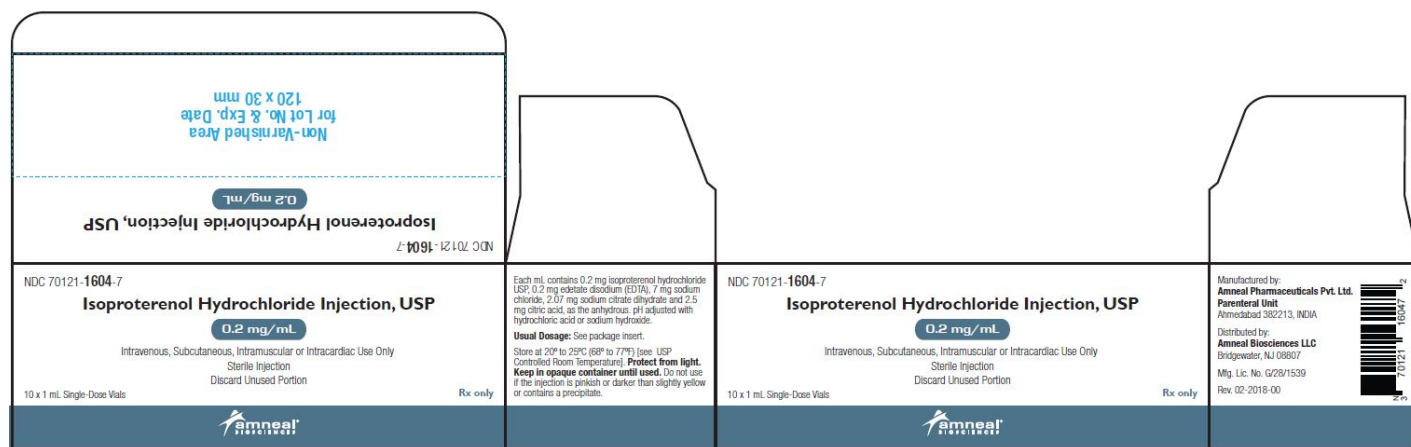 Non-Varnished Area
for Lot No. & Exp. Date
120 x 30 mm
0.2 mg/mL
Isoproterenol Hydrochloride Injection, USP
NDC 70121-1604-7
NDC 70121-1604-7
Isoproterenol Hydrochloride Injection, USP
0.2 mg/mL
Intravenous, Subcutaneous, Intramuscular or Intracardiac Use Only
Sterile Injection
Discard Unused Portion
10 x 1 mL Single-Dose Vials
Rx only
amneal
BIOSCIENCES
Each mL contains 0.2 mg isoproterenol hydrochloride
USP, 0.2 mg edetate disodium (EDTA), 7 mg sodium
chloride, 2.07 mg sodium citrate dihydrate and 2.5
mg citric acid, as the anhydrous. pH adjusted with
hydrochloric acid or sodium hydroxide.
Usual Dosage: See package insert.
Store at 20º to 25ºC (68º to 77ºF) [see USP
Controlled Room Temperature]. Protect from light.
Keep in opaque container until used. Do not use
if the injection is pinkish or darker than slightly yellow
or contains a precipitate.
NDC 70121-1604-7
Isoproterenol Hydrochloride Injection, USP
0.2 mg/mL
Intravenous, Subcutaneous, Intramuscular or Intracardiac Use Only
Sterile Injection
Discard Unused Portion
10 x 1 mL Single-Dose Vials
Rx only
amneal
BIOSCIENCES
Manufactured by:
Amneal Pharmaceuticals Pvt. Ltd.
Parenteral Unit
Ahmedabad 382213, INDIA
Distributed by:
Amneal Biosciences LLC
Bridgewater, NJ 08807
Mfg. Lic. No. G/28/1539
Rev. 02-2018-00
N
3 70121 16047 2